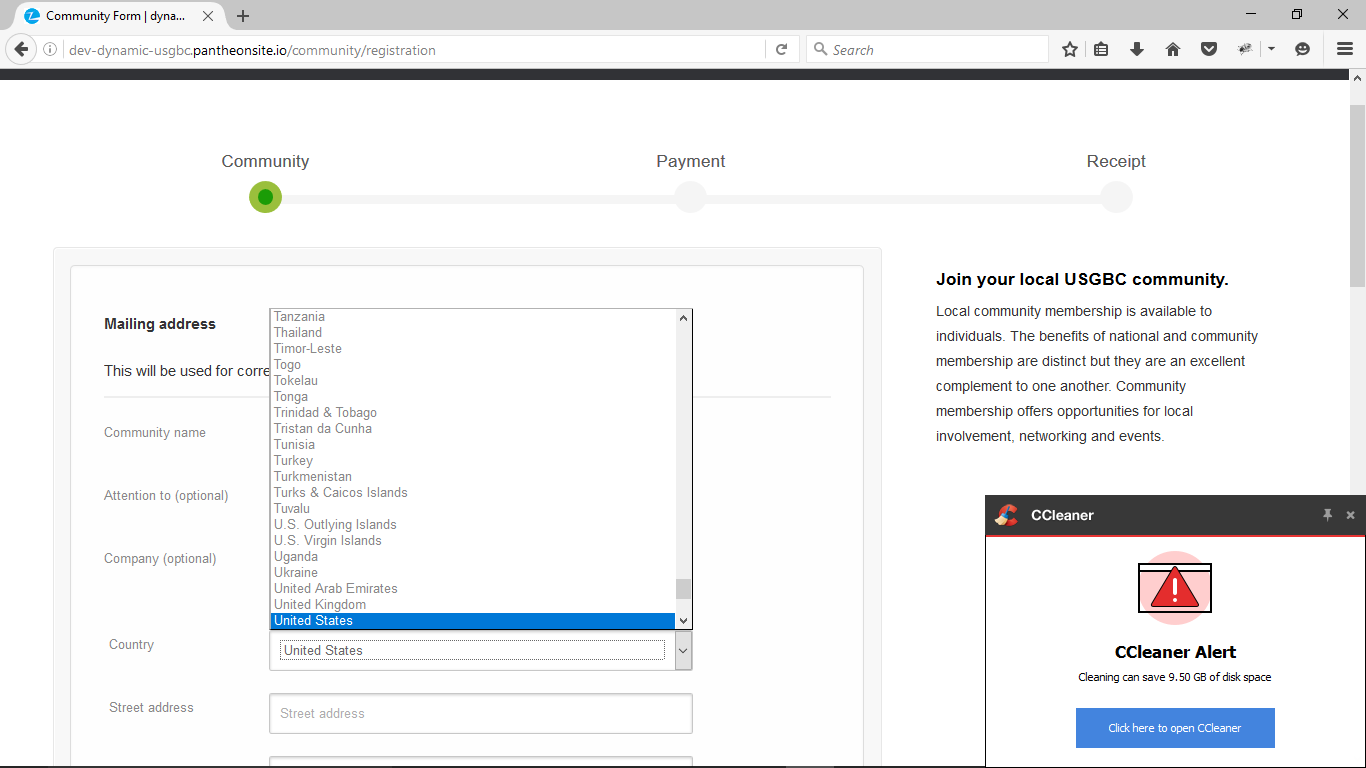 Community Form | dyna...
dev-dynamic-usgbc.pantheonsite.io/community/registration
Search
Community
Payment
Receipt
Mailing address
This will be used for corre
Community name
Attention to (optional)
Company (optional)
Tanzania
Thailand
Timor-Leste
Togo
Tokelau
Tonga
Trinidad & Tobago
Tristan da Cunha
Tunisia
Turkey
Turkmenistan
Turks & Caicos Islands
Tuvalu
U.S. Outlying Islands
U.S. Virgin Islands
Uganda
Ukraine
United Arab Emirates
United Kingdom
United States
Country
United States
Street address
Street address
Join your local USGBC community.
Local community membership is available to
individuals. The benefits of national and community
membership are distinct but they are an excellent
complement to one another. Community
membership offers opportunities for local
involvement, networking and events.
CCleaner
CCleaner Alert
Cleaning can save 9.50 GB of disk space
Click here to open CCleaner